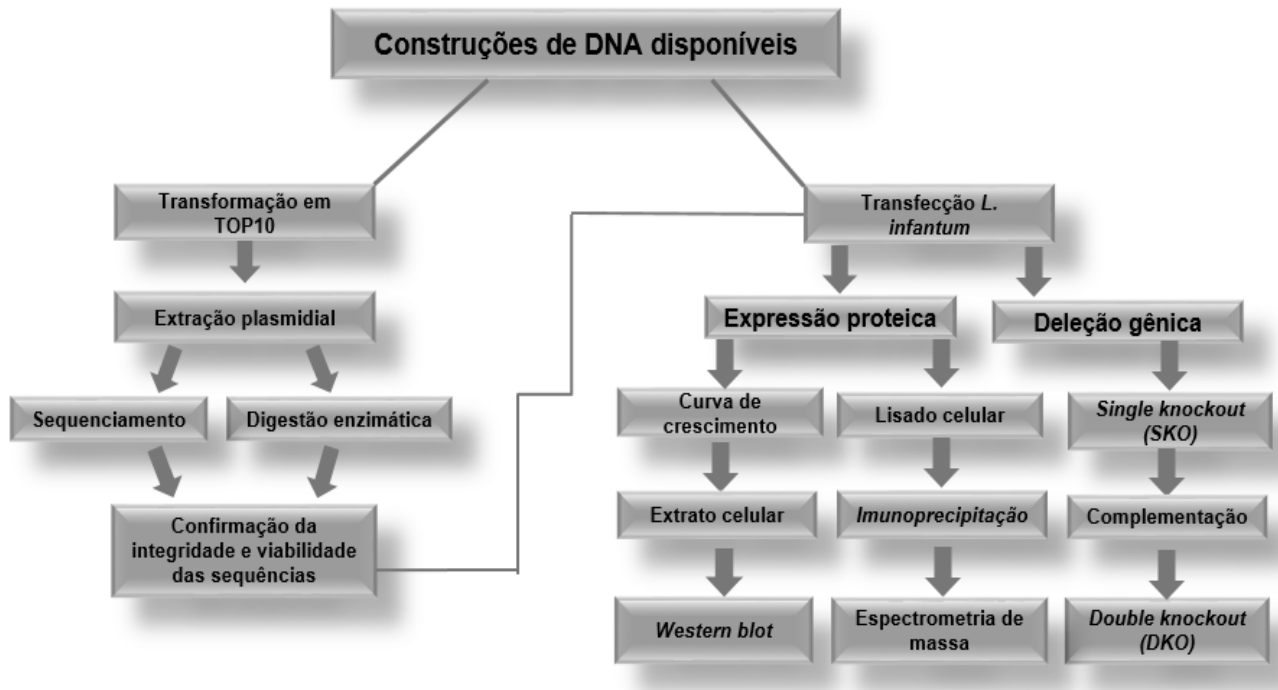 Construções de DNA disponíveis
Transformação em
TOP10
Extração plasmidial
Sequenciamento
Digestão enzimática
Confirmação da
integridade e viabilidade
das sequências
Transfecção L.
infantum
Expressão proteica
Deleção gênica
Curva de
crescimento
Extrato celular
Western blot
Lisado celular
Imunoprecipitação
Espectrometria de
massa
Single knockout
(SKO)
Complementação
Double knockout
(DKO)